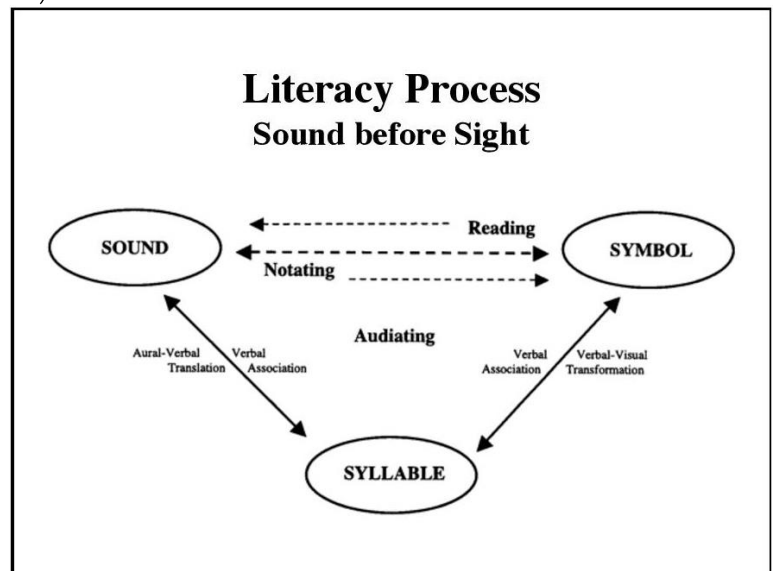 Literacy Process
Sound before Sight
Reading
SOUND
SYMBOL
Notating
Audiating
Aural-Verbal
Translation
Verbal
Association
Verbal
Association
Verbal-Visual
Transformation
SYLLABLE